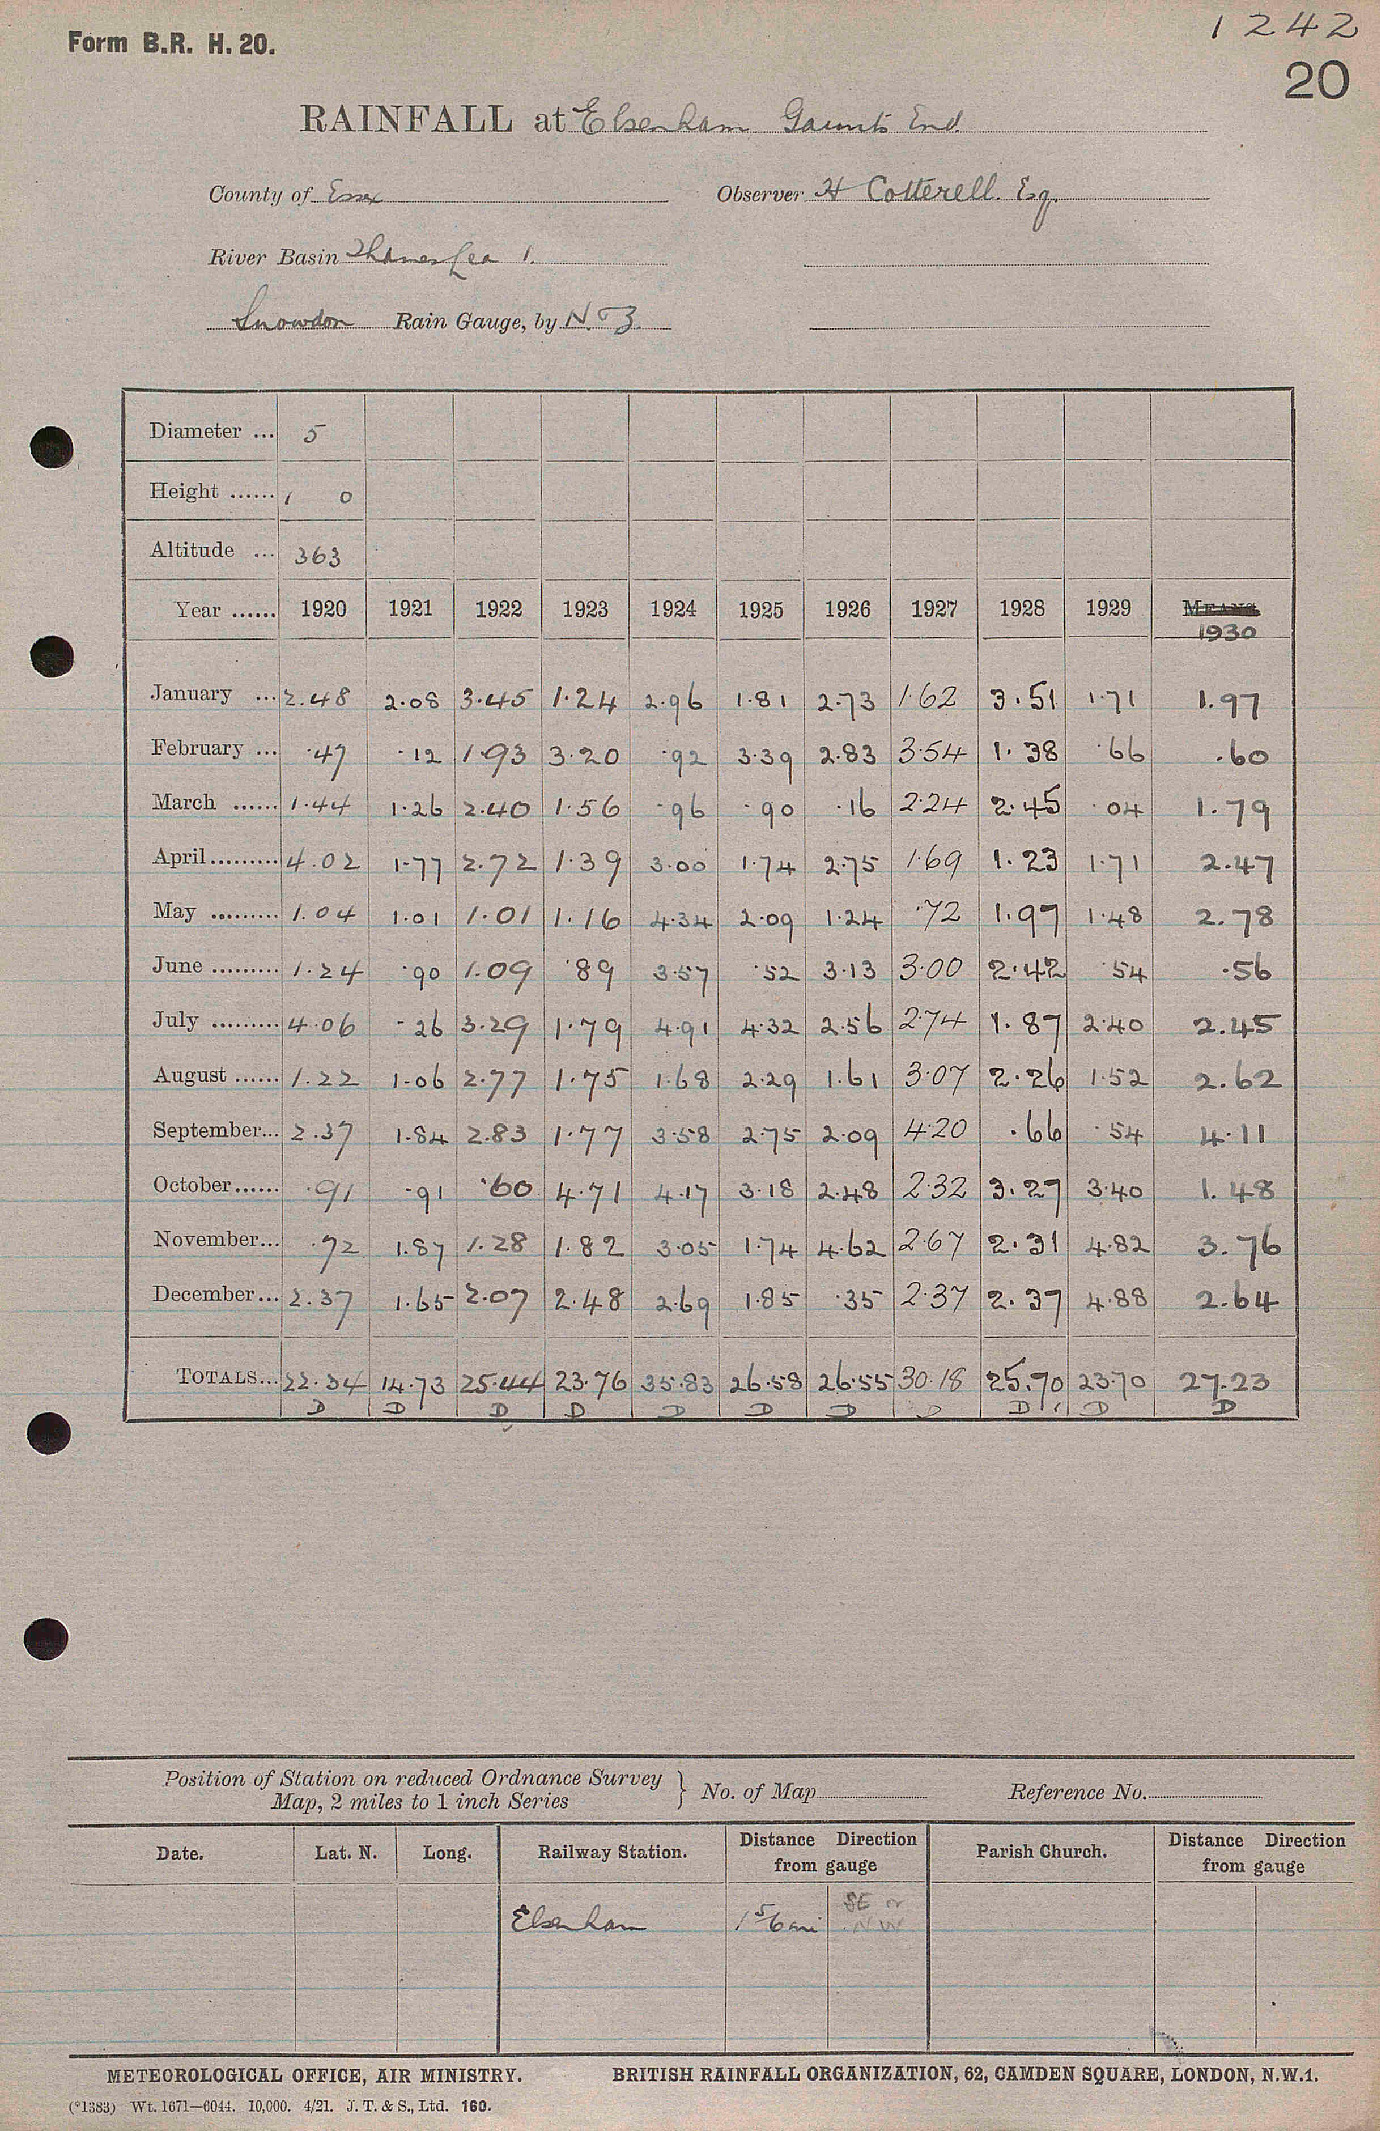 1242
Form B.R. H. 20.
20
RAINFALL at Elsenham Gaunts End
County of Essex Observer H Cotterell. Esq.
River Basin Thames Lea 1.
Snowdon Rain Gauge, by N & Z
Diameter ... 5
Height ...... 1 0
Altitude ... 363
Year ...... 1920 1921 1922 1923 1924 1925 1926 1927 1928 1929 MEANS
1930
January ... 2.48 2.08 3.45 1.24 2.96 1.81 2.73 1.62 3.51 1.71 1.97
February ... .47 .12 1.93 3.20 .92 3.39 2.83 3.54 1.38 .66 .60
March ...... 1.44 1.26 2.40 1.56 .96 .90 .16 2.24 2.45 .04 1.79
April......... 4.02 1.77 2.72 1.39 3.00 1.74 2.75 1.69 1.23 1.71 2.47
May ......... 1.04 1.01 1.01 1.16 4.34 2.09 1.24 .72 1.97 1.48 2.78
June ......... 1.24 .90 1.09 .89 3.57 .52 3.13 3.00 2.42 .54 .56
July ......... 4.06 .26 3.29 1.79 4.91 4.32 2.56 2.74 1.87 2.40 2.45
August ...... 1.22 1.06 2.77 1.75 1.68 2.29 1.61 3.07 2.26 1.52 2.62
September... 2.37 1.84 2.83 1.77 3.58 2.75 2.09 4.20 .66 .54 4.11
October...... .91 .91 .60 4.71 4.17 3.18 2.48 2.32 3.27 3.40 1.48
November... .72 1.87 1.28 1.82 3.05 1.74 4.62 2.67 2.31 4.82 3.76
December... 2.37 1.65 2.07 2.48 2.69 1.85 .35 2.37 2.37 4.88 2.64
TOTALS... 22.34 14.73 25.44 23.76 35.83 26.58 26.55 30.18 25.70 23.70 27.23
D D D D D D D D D D D
Position of Station on reduced Ordnance Survey
Map, 2 miles to 1 inch Series } No. of Map Reference No.
Date. Lat. N. Long. Railway Station. Distance Direction from gauge Parish Church. Distance Direction from gauge
Elsenham 1 5/6 mi SE or
NW
METEOROLOGICAL OFFICE, AIR MINISTRY. BRITISH RAINFALL ORGANIZATION, 62, CAMDEN SQUARE, LONDON, N.W.1.
(*1383) Wt. 1671—6044. 10,000. 4/21. J. T. & S., Ltd. 160.